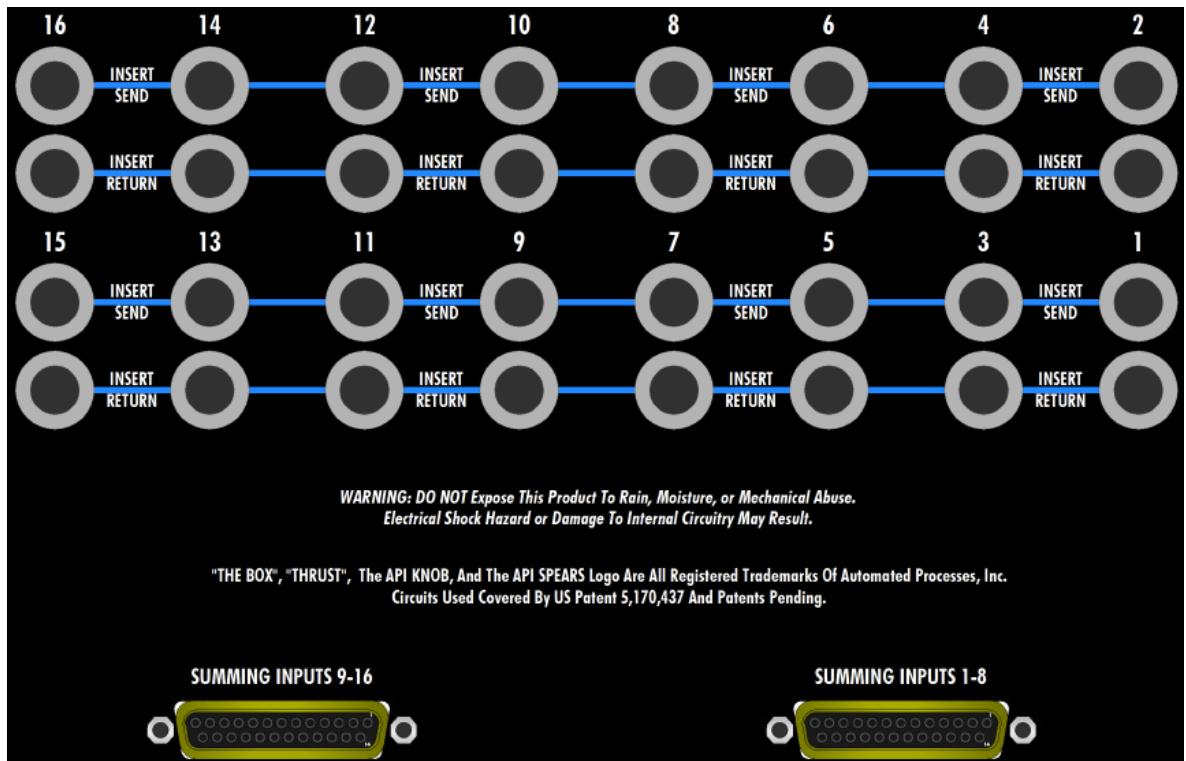 16 14 12 10 8 6 4 2
INSERT INSERT INSERT INSERT
SEND SEND SEND SEND
INSERT INSERT INSERT INSERT
RETURN RETURN RETURN RETURN
15 13 11 9 7 5 3 1
INSERT INSERT INSERT INSERT
SEND SEND SEND SEND
INSERT INSERT INSERT INSERT
RETURN RETURN RETURN RETURN
WARNING: DO NOT Expose This Product To Rain, Moisture, or Mechanical Abuse.
Electrical Shock Hazard or Damage To Internal Circuitry May Result.
"THE BOX", "THRUST", The API KNOB, And The API SPEARS Logo Are All Registered Trademarks Of Automated Processes, Inc.
Circuits Used Covered By US Patent 5,170,437 And Patents Pending.
SUMMING INPUTS 9-16 SUMMING INPUTS 1-8
1 1
14 14